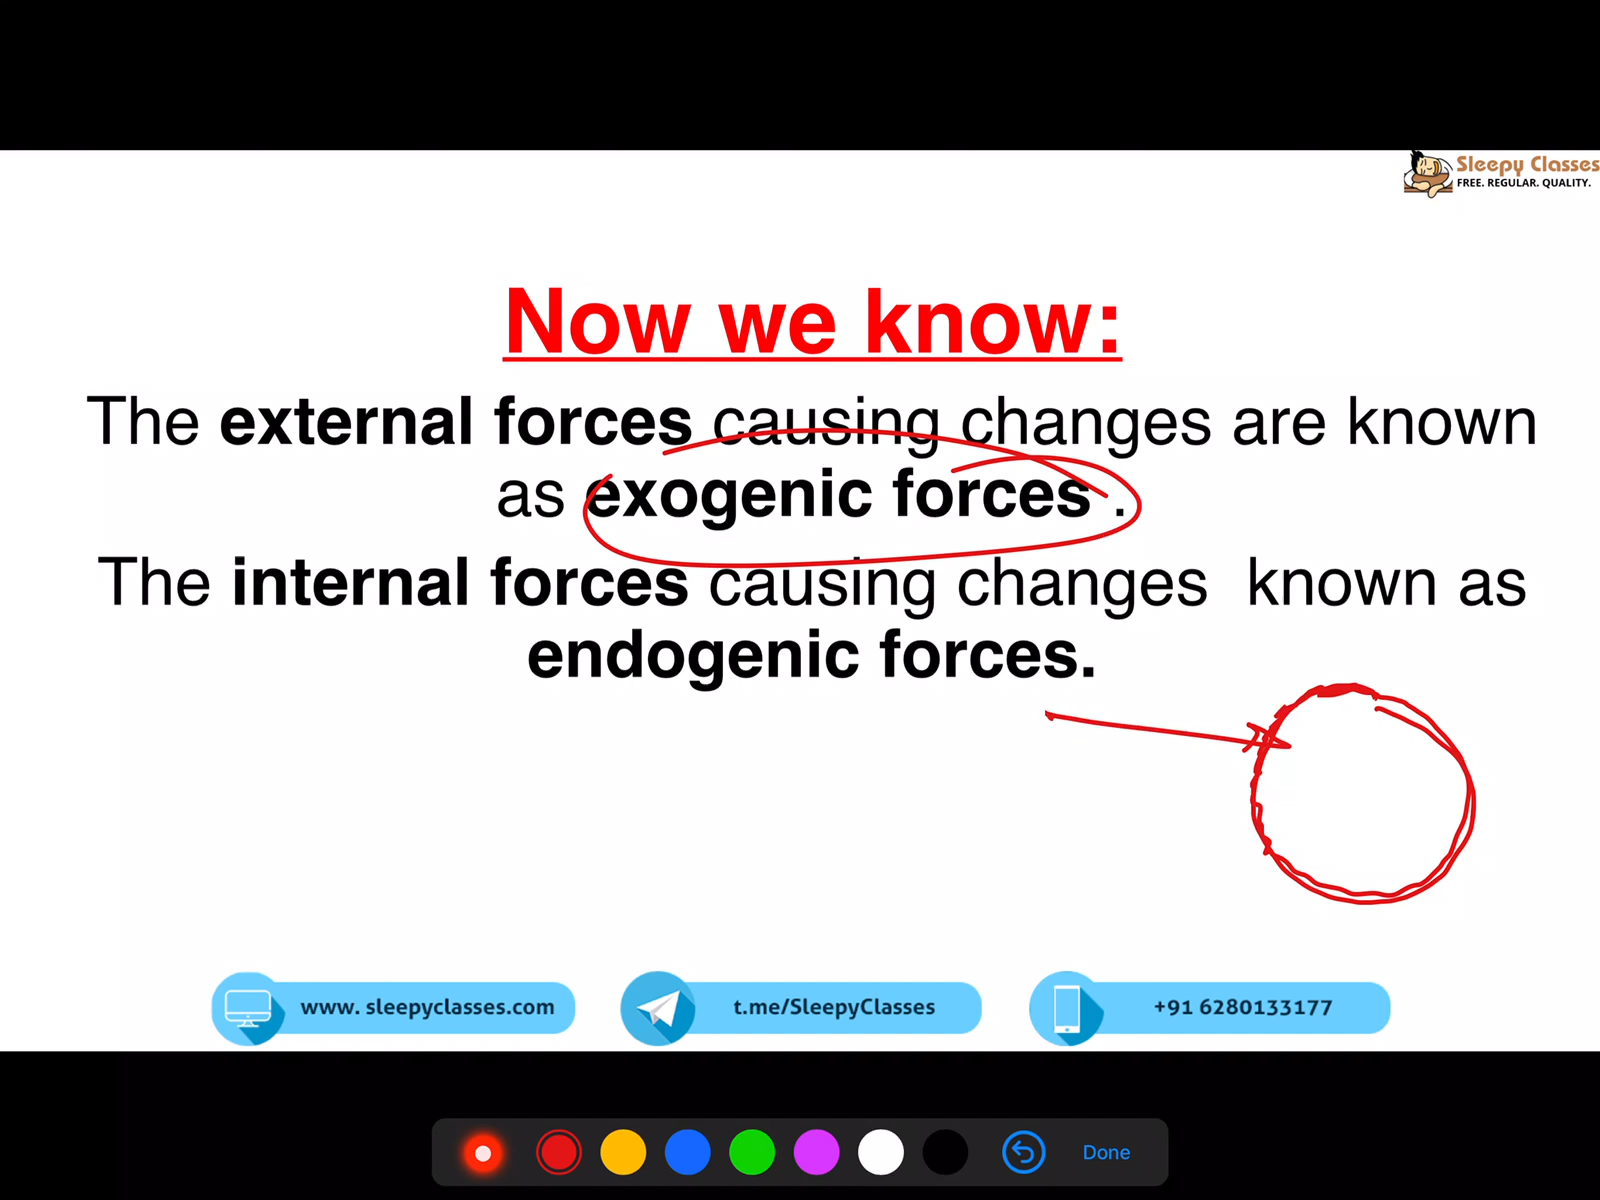 Sleepy Classes
FREE. REGULAR. QUALITY.
Now we know:
The external forces causing changes are known
as exogenic forces .
The internal forces causing changes  known as
endogenic forces.
www. sleepyclasses.com
t.me/SleepyClasses
+91 6280133177
Done